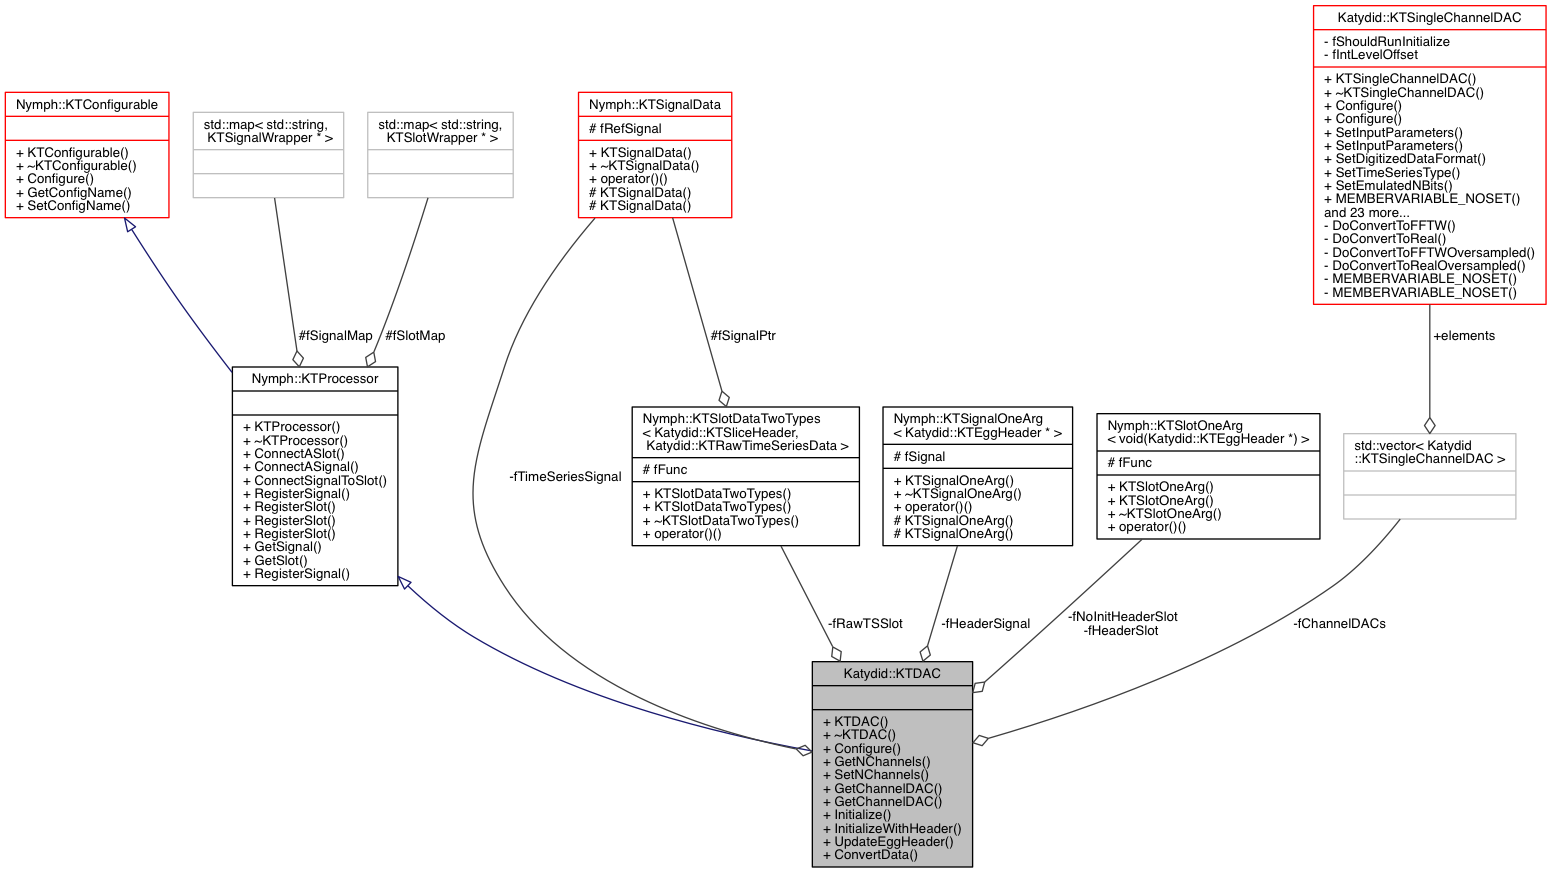 Katydid::KTSingleChannelDAC
- fShouldRunInitialize
- fIntLevelOffset
+ KTSingleChannelDAC()
+ ~KTSingleChannelDAC()
+ Configure()
+ Configure()
+ SetInputParameters()
+ SetInputParameters()
+ SetDigitizedDataFormat()
+ SetTimeSeriesType()
+ SetEmulatedNBits()
+ MEMBERVARIABLE_NOSET()
and 23 more...
- DoConvertToFFTW()
- DoConvertToReal()
- DoConvertToFFTWOversampled()
- DoConvertToRealOversampled()
- MEMBERVARIABLE_NOSET()
- MEMBERVARIABLE_NOSET()
Nymph::KTConfigurable
+ KTConfigurable()
+ ~KTConfigurable()
+ Configure()
+ GetConfigName()
+ SetConfigName()
std::map< std::string,
KTSignalWrapper * >
std::map< std::string,
KTSlotWrapper * >
Nymph::KTSignalData
# fRefSignal
+ KTSignalData()
+ ~KTSignalData()
+ operator()()
# KTSignalData()
# KTSignalData()
#fSignalMap
#fSlotMap
#fSignalPtr
+elements
Nymph::KTProcessor
+ KTProcessor()
+ ~KTProcessor()
+ ConnectASlot()
+ ConnectASignal()
+ ConnectSignalToSlot()
+ RegisterSignal()
+ RegisterSlot()
+ RegisterSlot()
+ RegisterSlot()
+ GetSignal()
+ GetSlot()
+ RegisterSignal()
-fTimeSeriesSignal
Nymph::KTSlotDataTwoTypes
< Katydid::KTSliceHeader,
Katydid::KTRawTimeSeriesData >
# fFunc
+ KTSlotDataTwoTypes()
+ KTSlotDataTwoTypes()
+ ~KTSlotDataTwoTypes()
+ operator()()
Nymph::KTSignalOneArg
< Katydid::KTEggHeader * >
# fSignal
+ KTSignalOneArg()
+ ~KTSignalOneArg()
+ operator()()
# KTSignalOneArg()
# KTSignalOneArg()
Nymph::KTSlotOneArg
< void(Katydid::KTEggHeader *) >
# fFunc
+ KTSlotOneArg()
+ KTSlotOneArg()
+ ~KTSlotOneArg()
+ operator()()
std::vector< Katydid
::KTSingleChannelDAC >
-fRawTSSlot
-fHeaderSignal
-fNoInitHeaderSlot
-fHeaderSlot
-fChannelDACs
Katydid::KTDAC
+ KTDAC()
+ ~KTDAC()
+ Configure()
+ GetNChannels()
+ SetNChannels()
+ GetChannelDAC()
+ GetChannelDAC()
+ Initialize()
+ InitializeWithHeader()
+ UpdateEggHeader()
+ ConvertData()